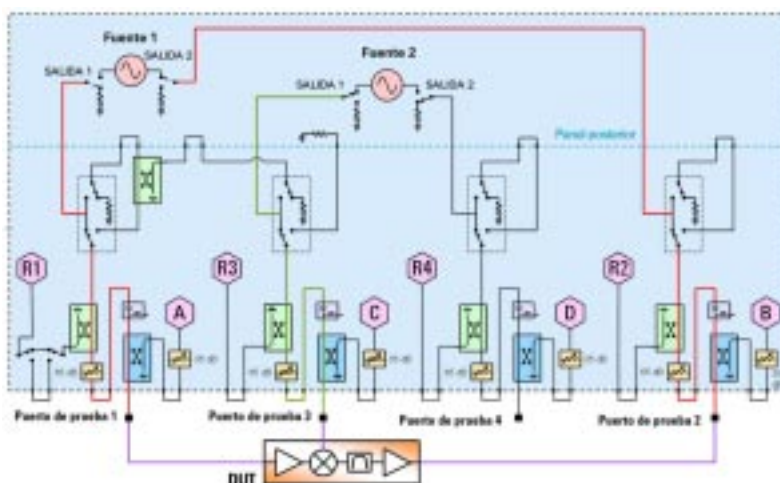 Fuente 1
SALIDA 1
SALIDA 2
Fuente 2
SALIDA 1
SALIDA 2
Panel posterior
R1
A
R3
C
R4
D
R2
B
Puerto de prueba 1
Puerto de prueba 3
Puerto de prueba 4
Puerto de prueba 2
DUT